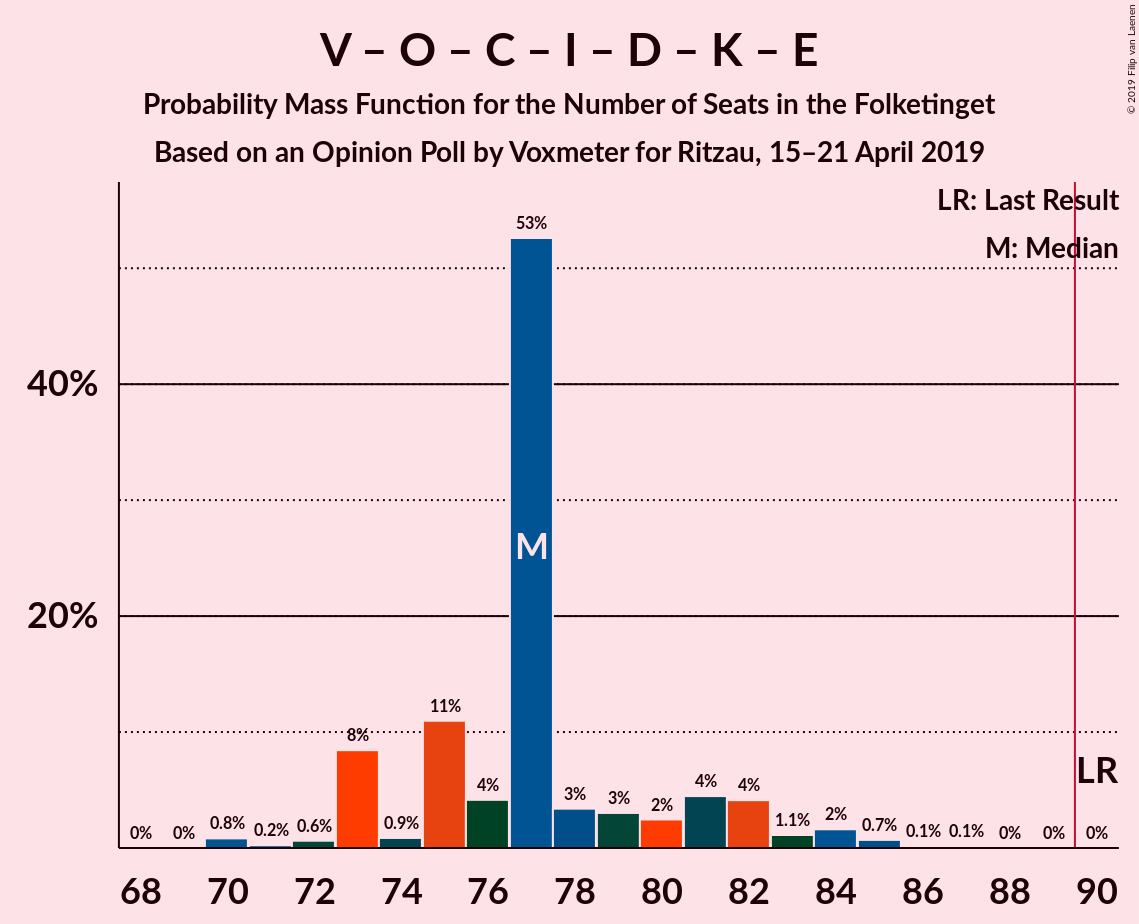 V – O – C – I – D – K – E
Probability Mass Function for the Number of Seats in the Folketinget
Based on an Opinion Poll by Voxmeter for Ritzau, 15–21 April 2019
© 2019 Filip van Laenen
LR: Last Result
M: Median
53%
40%
M
20%
11%
8%
LR
4%
4%
4%
3%
3%
2%
2%
1.1%
0.9%
0.8%
0.7%
0.6%
0.2%
0.1%
0.1%
0%
0%
0%
0%
0%
68 70 72 74 76 78 80 82 84 86 88 90